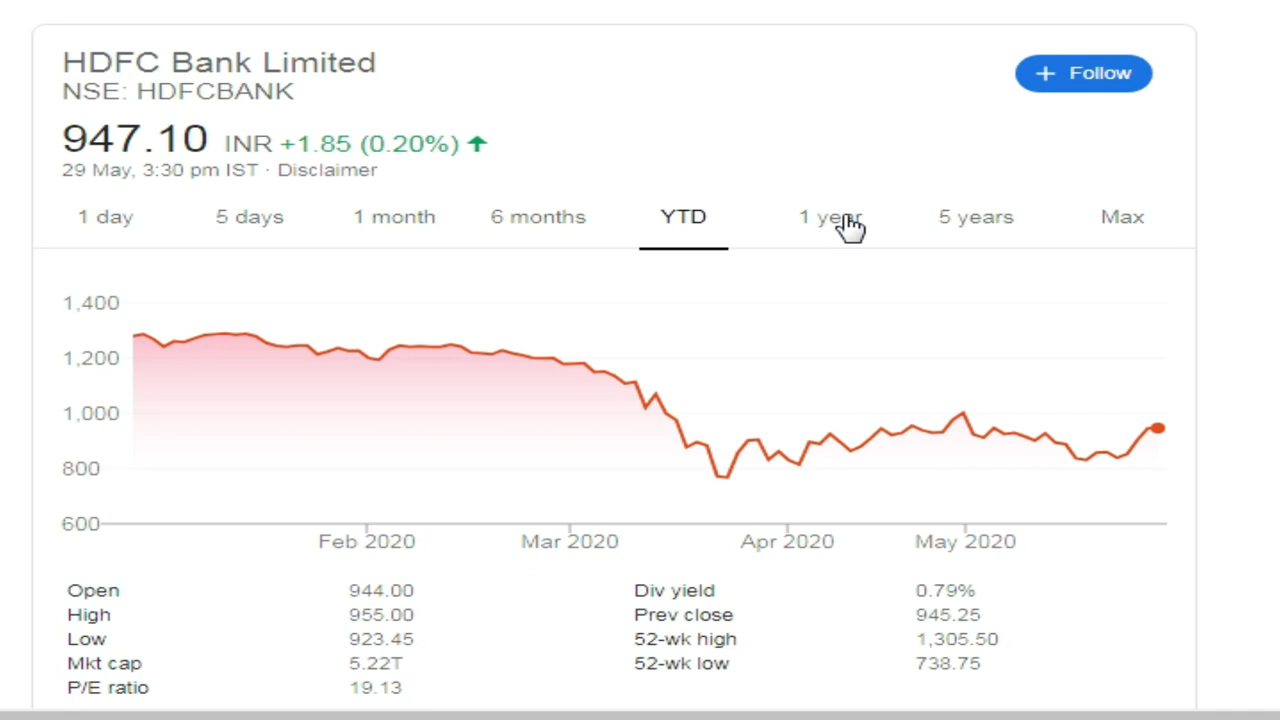 HDFC Bank Limited
NSE: HDFCBANK
+ Follow
947.10 INR +1.85 (0.20%)
29 May, 3:30 pm IST · Disclaimer
1 day 5 days 1 month 6 months YTD 1 year 5 years Max
1,400
1,200
1,000
800
600
Feb 2020 Mar 2020 Apr 2020 May 2020
Open 944.00 Div yield 0.79%
High 955.00 Prev close 945.25
Low 923.45 52-wk high 1,305.50
Mkt cap 5.22T 52-wk low 738.75
P/E ratio 19.13